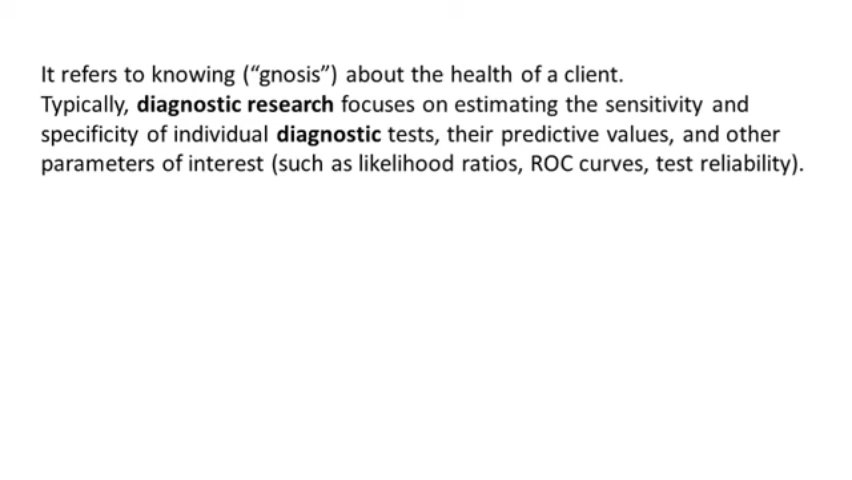 It refers to knowing (“gnosis”) about the health of a client.
Typically, diagnostic research focuses on estimating the sensitivity and
specificity of individual diagnostic tests, their predictive values, and other
parameters of interest (such as likelihood ratios, ROC curves, test reliability).